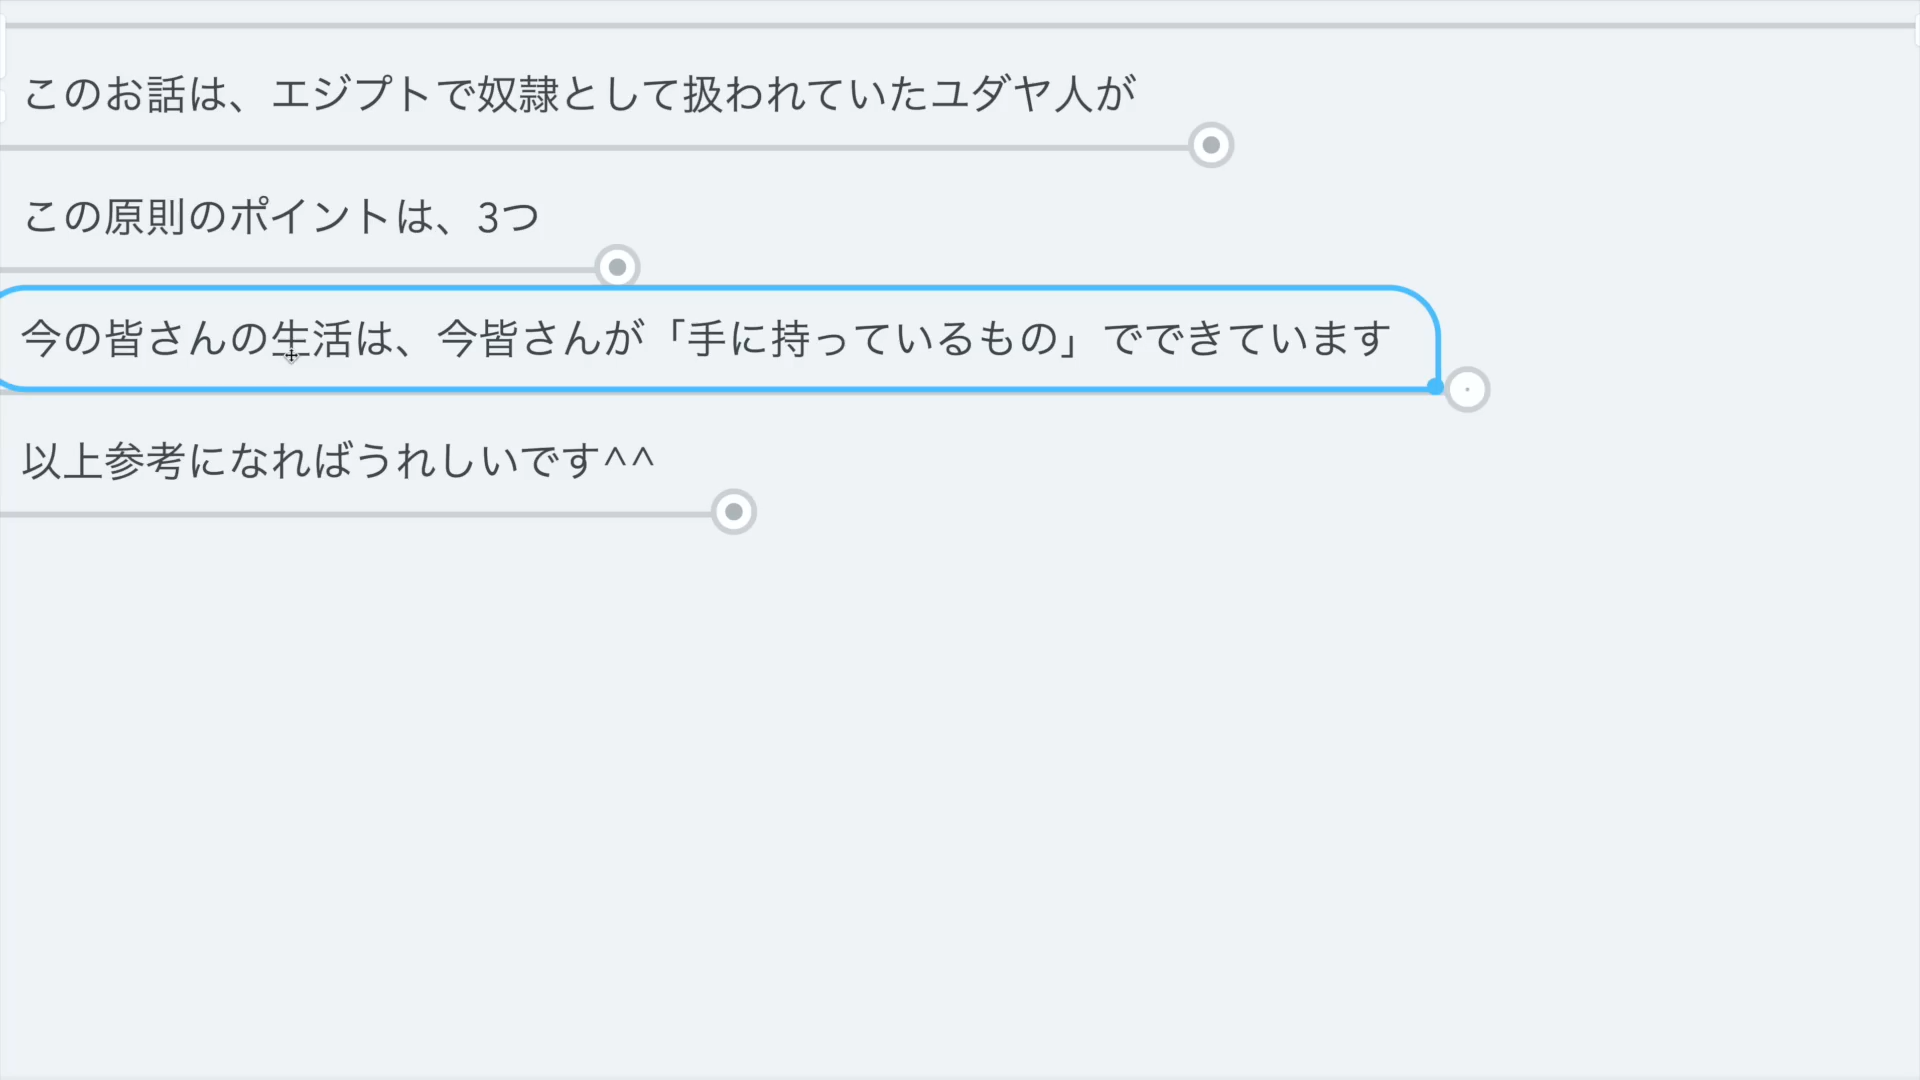 このお話は、エジプトで奴隷として扱われていたユダヤ人が
この原則のポイントは、3つ
今の皆さんの生活は、今皆さんが「手に持っているもの」でできています
以上参考になればうれしいです^^